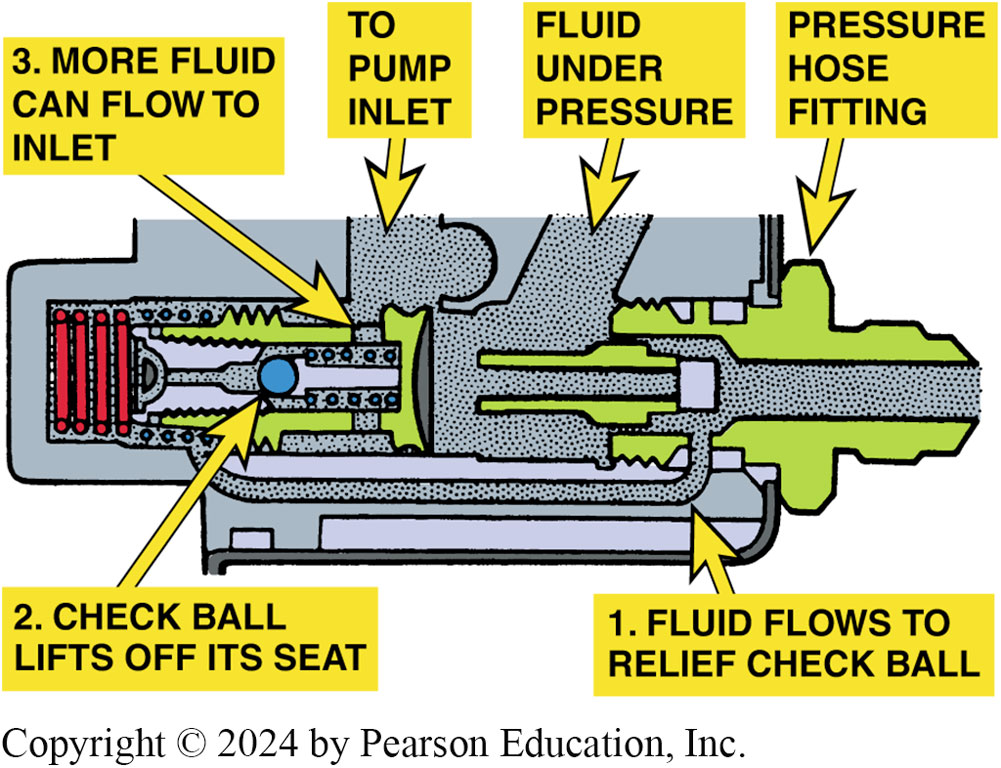 3. MORE FLUID
CAN FLOW TO
INLET
TO
PUMP
INLET
FLUID
UNDER
PRESSURE
PRESSURE
HOSE
FITTING
2. CHECK BALL
LIFTS OFF ITS SEAT
1. FLUID FLOWS TO
RELIEF CHECK BALL
Copyright © 2024 by Pearson Education, Inc.